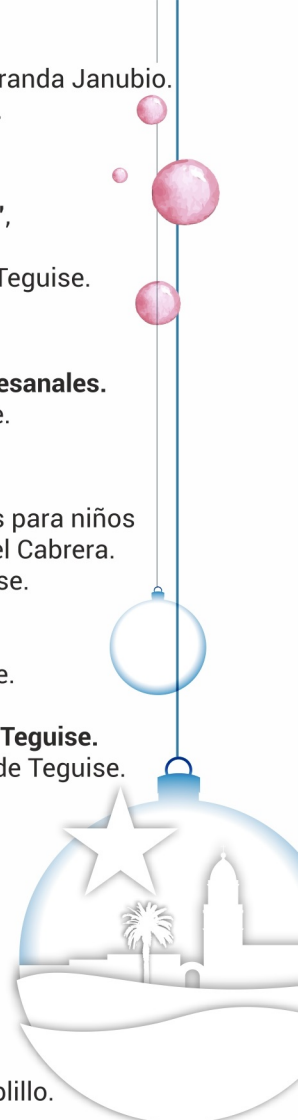 randa Janubio.
",
Teguise.
esanales.
e.
s para niños
el Cabrera.
se.
e.
Teguise.
de Teguise.
olillo.